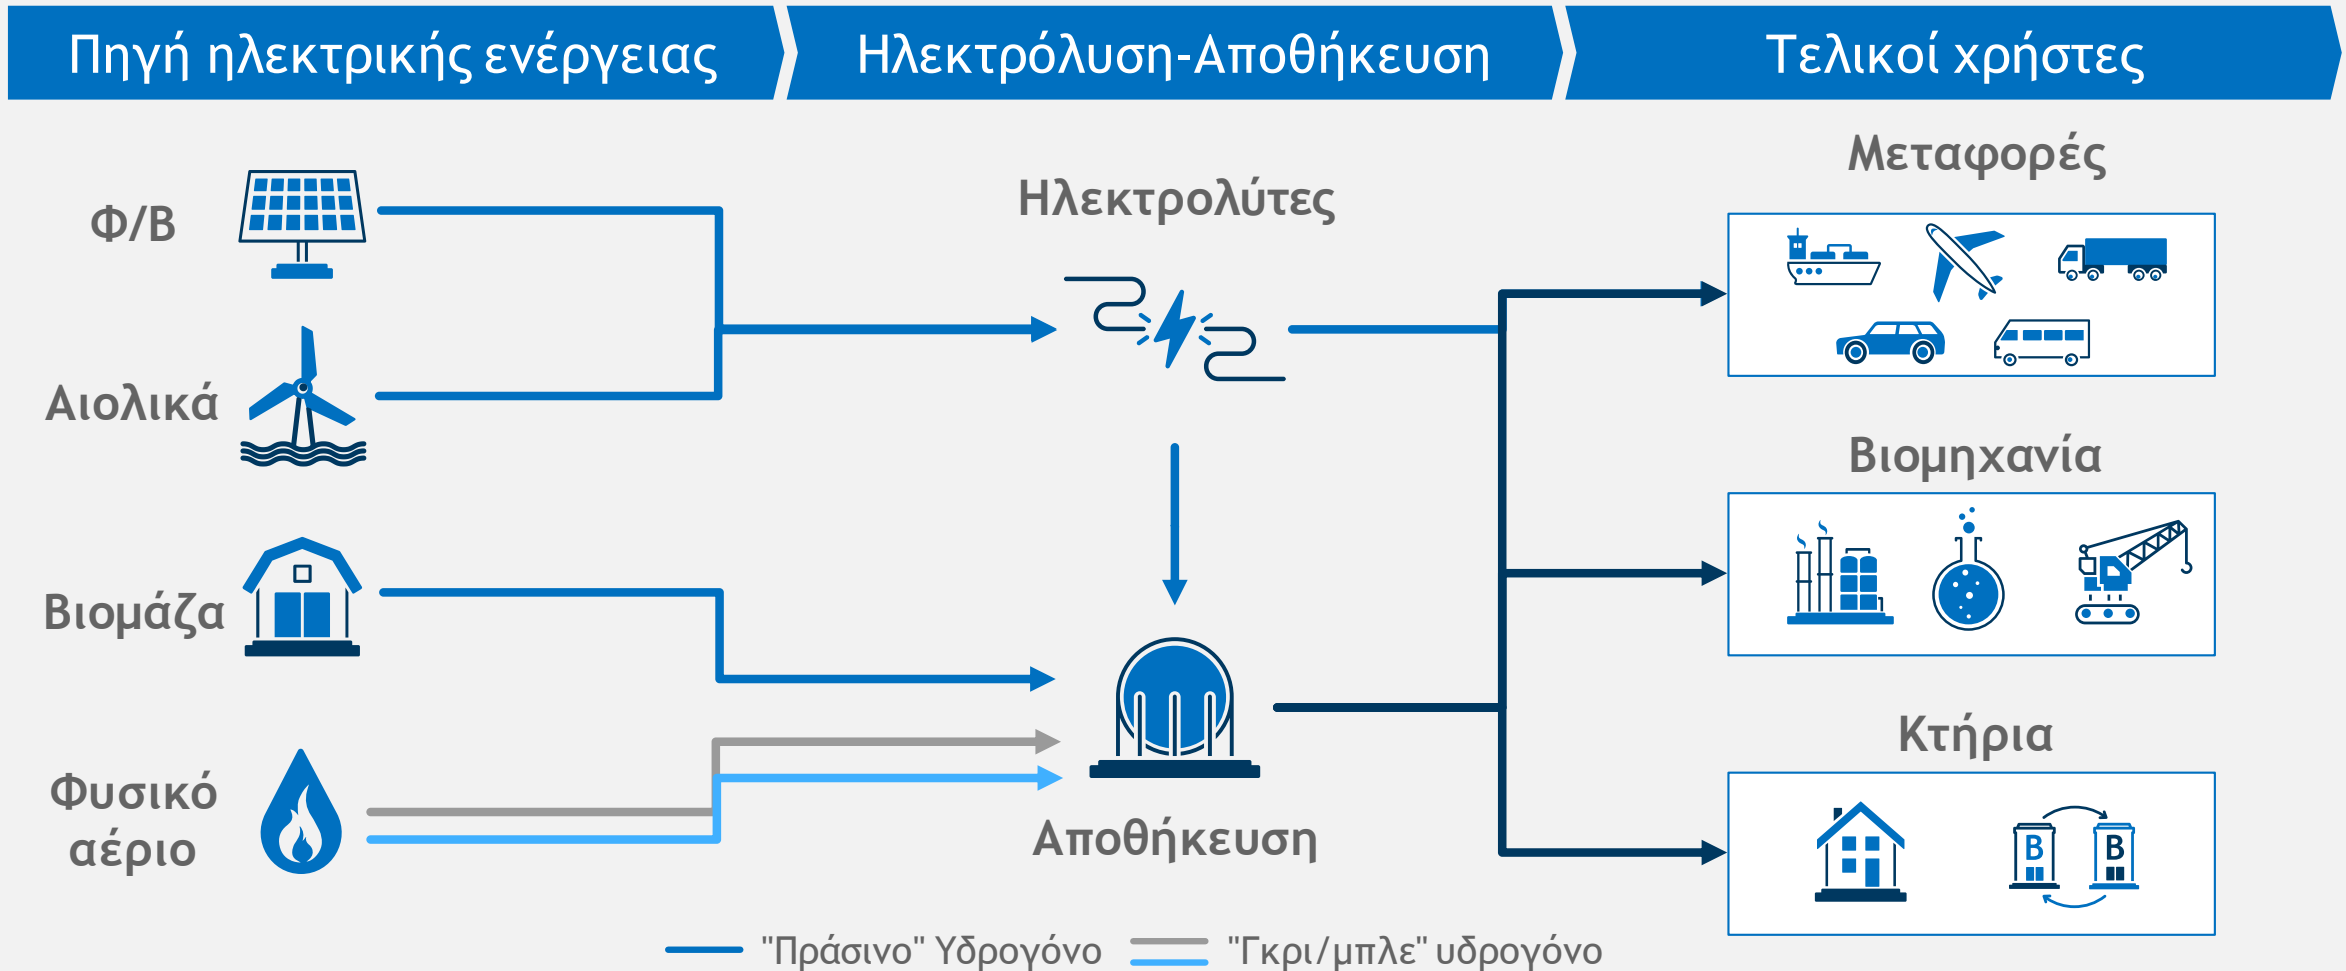 Πηγή ηλεκτρικής ενέργειας
Ηλεκτρόλυση-Αποθήκευση
Τελικοί χρήστες
Φ/Β
Αιολικά
Βιομάζα
Φυσικό
αέριο
Ηλεκτρολύτες
Αποθήκευση
Μεταφορές
Βιομηχανία
Κτήρια
B
B
"Πράσινο" Υδρογόνο
"Γκρι/μπλε" υδρογόνο